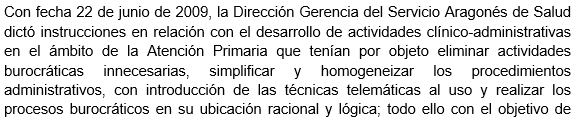 Con fecha 22 de junio de 2009, la Dirección Gerencia del Servicio Aragonés de Salud
dictó instrucciones en relación con el desarrollo de actividades clínico-administrativas
en el ámbito de la Atención Primaria que tenían por objeto eliminar actividades
burocráticas innecesarias, simplificar y homogeneizar los procedimientos
administrativos, con introducción de las técnicas telemáticas al uso y realizar los
procesos burocráticos en su ubicación racional y lógica; todo ello con el objetivo de